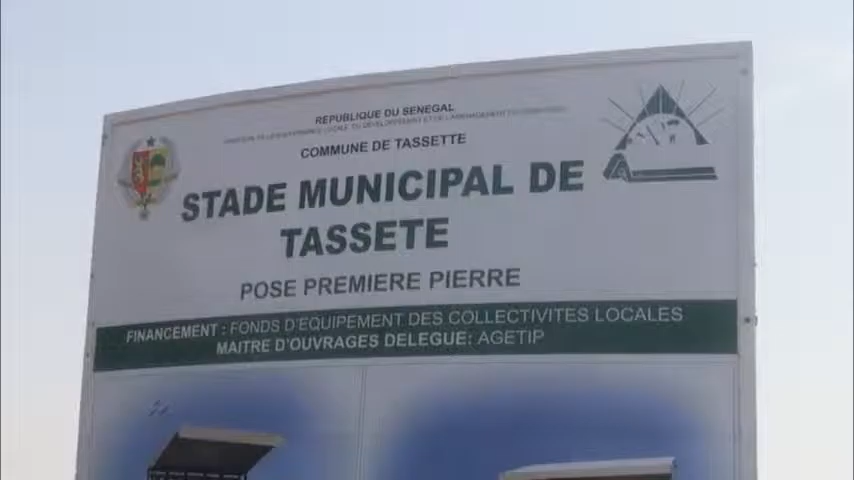 REPUBLIQUE DU SENEGAL
COMMUNE DE TASSETTE
STADE MUNICIPAL DE
TASSETE
POSE PREMIERE PIERRE
FINANCEMENT : FONDS D'EQUIPEMENT DES COLLECTIVITES LOCALES
MAITRE D'OUVRAGES DELEGUE: AGETIP